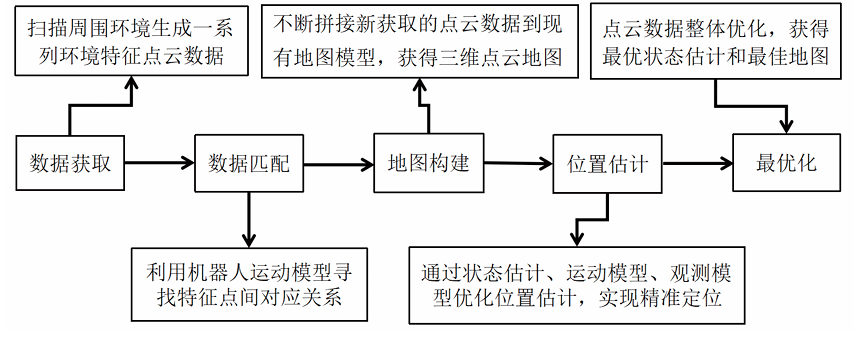 扫描周围环境生成一系
列环境特征点云数据
不断拼接新获取的点云数据到现
有地图模型，获得三维点云地图
点云数据整体优化，获得
最优状态估计和最佳地图
数据获取
数据匹配
地图构建
位置估计
最优化
利用机器人运动模型寻
找特征点间对应关系
通过状态估计、运动模型、观测模
型优化位置估计，实现精准定位